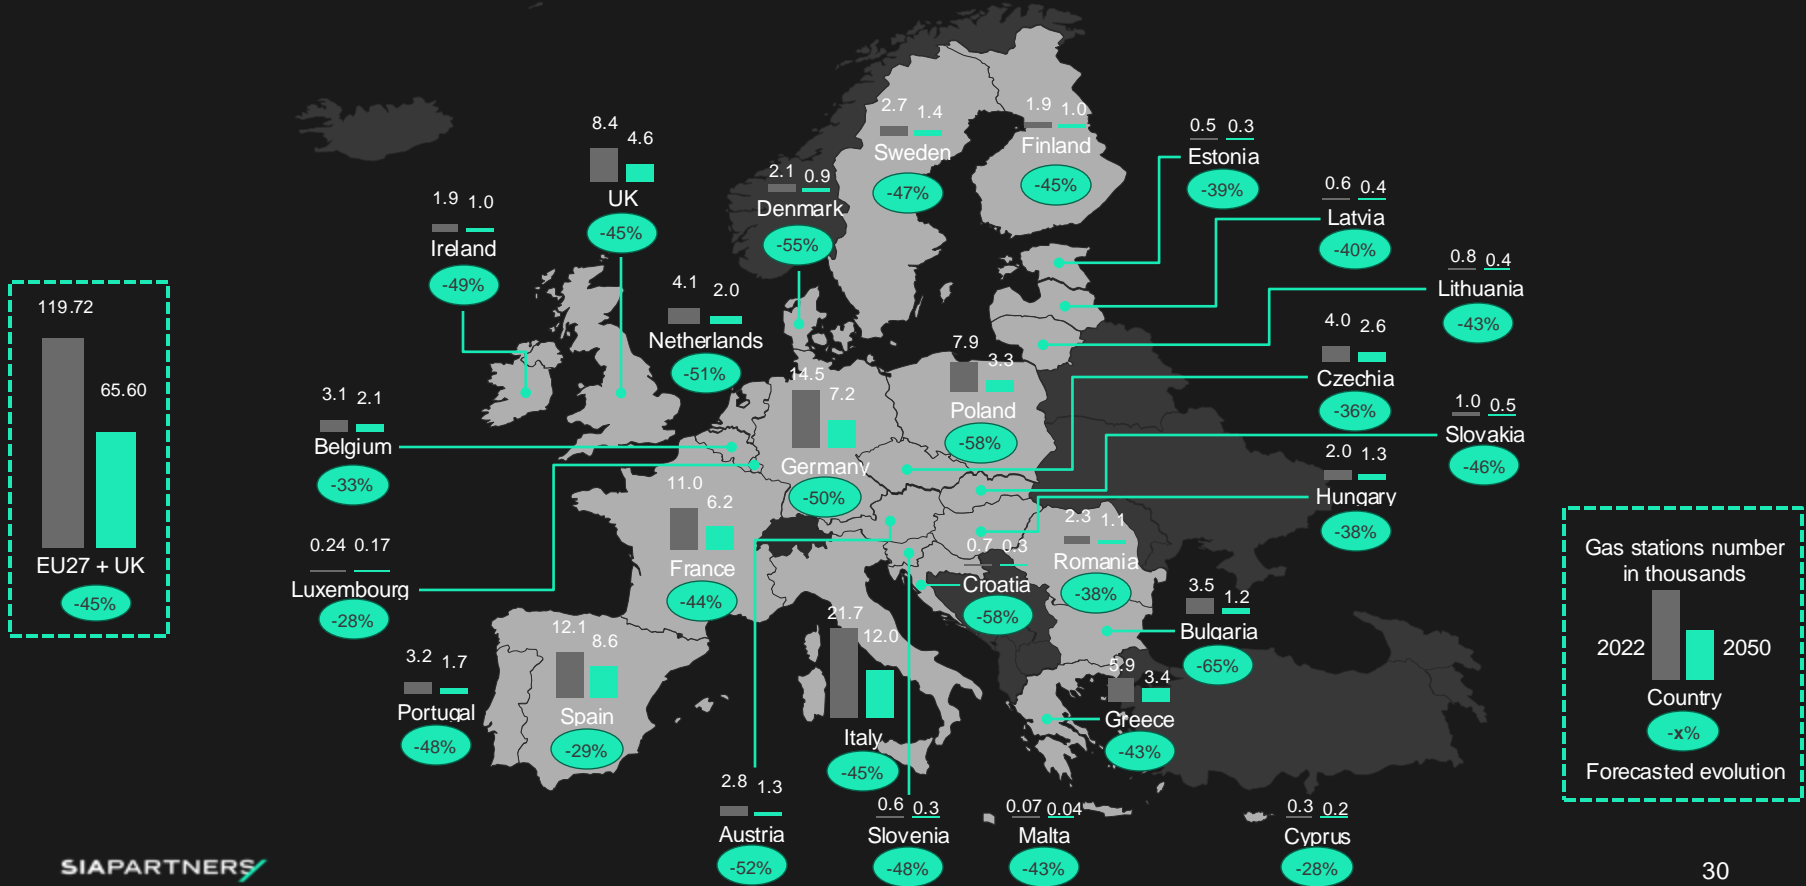 119.72
65.60
EU27 + UK
-45%
8.4 4.6
UK
-45%
1.9 1.0
Ireland
-49%
2.1 0.9
Denmark
-55%
2.7 1.4
Sweden
-47%
1.9 1.0
Finland
-45%
0.5 0.3
Estonia
-39%
0.6 0.4
Latvia
-40%
0.8 0.4
Lithuania
-43%
4.1 2.0
Netherlands
-51%
3.1 2.1
Belgium
-33%
14.5 7.2
Germany
-50%
7.9 3.3
Poland
-58%
4.0 2.6
Czechia
-36%
1.0 0.5
Slovakia
-46%
2.0 1.3
Hungary
-38%
0.24 0.17
Luxembourg
-28%
11.0 6.2
France
-44%
0.7 0.3
Croatia
-58%
2.3 1.1
Romania
-38%
3.5 1.2
Bulgaria
-65%
3.2 1.7
Portugal
-48%
12.1 8.6
Spain
-29%
21.7 12.0
Italy
-45%
5.9 3.4
Greece
-43%
2.8 1.3
Austria
-52%
0.6 0.3
Slovenia
-48%
0.07 0.04
Malta
-43%
0.3 0.2
Cyprus
-28%
Gas stations number
in thousands
2022 2050
Country
-x%
Forecasted evolution
SIAPARTNERS
30